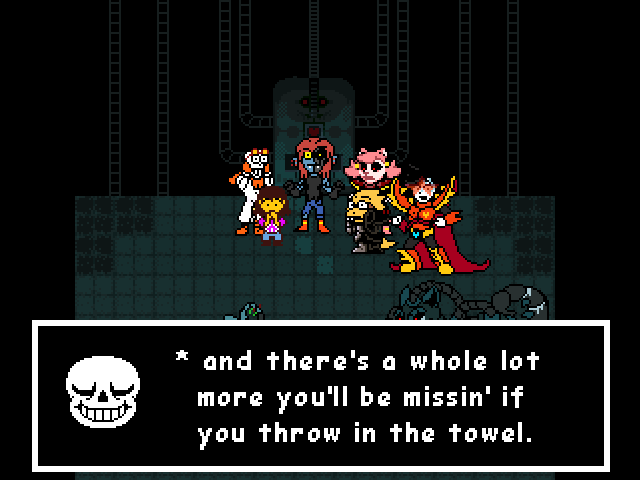 * and there's a whole lot
more you'll be missin' if
you throw in the towel.